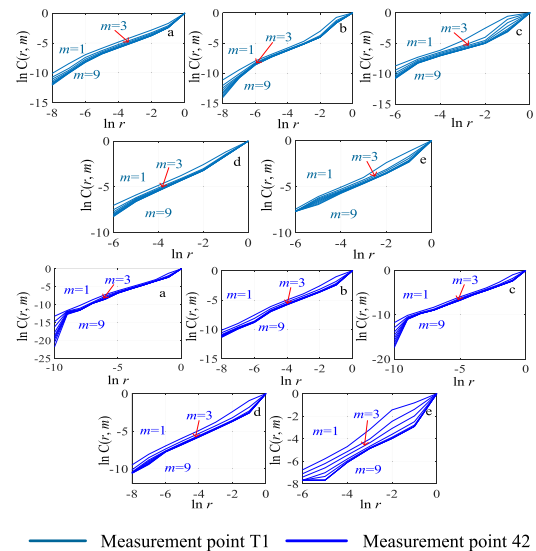 0
-5
-10
-15
ln C(r, m)
m=1
m=3
m=9
a
-8 -6 -4 -2 0
ln r
0
-5
-10
-15
m=1
m=3
m=9
b
-8 -6 -4 -2 0
ln r
0
-5
-10
-15
ln C(r, m)
m=1
m=3
m=9
c
-6 -4 -2 0
ln r
0
-5
-10
ln C(r, m)
m=1
m=3
m=9
d
-6 -4 -2 0
ln r
0
-5
-10
ln C(r, m)
m=1
m=3
m=9
e
-6 -4 -2 0
ln r
0
-5
-10
-15
-20
-25
ln C(r, m)
m=1
m=3
m=9
a
-10 -5 0
ln r
0
-5
-10
-15
ln C(r, m)
m=1
m=3
m=9
b
-8 -6 -4 -2 0
ln r
0
-10
-20
ln C(r, m)
m=1
m=3
m=9
c
-10 -5 0
ln r
0
-5
-10
ln C(r, m)
m=1
m=3
m=9
d
-8 -6 -4 -2 0
ln r
0
-2
-4
-6
-8
ln C(r, m)
m=1
m=3
m=9
e
-6 -4 -2 0
ln r
Measurement point T1
Measurement point 42